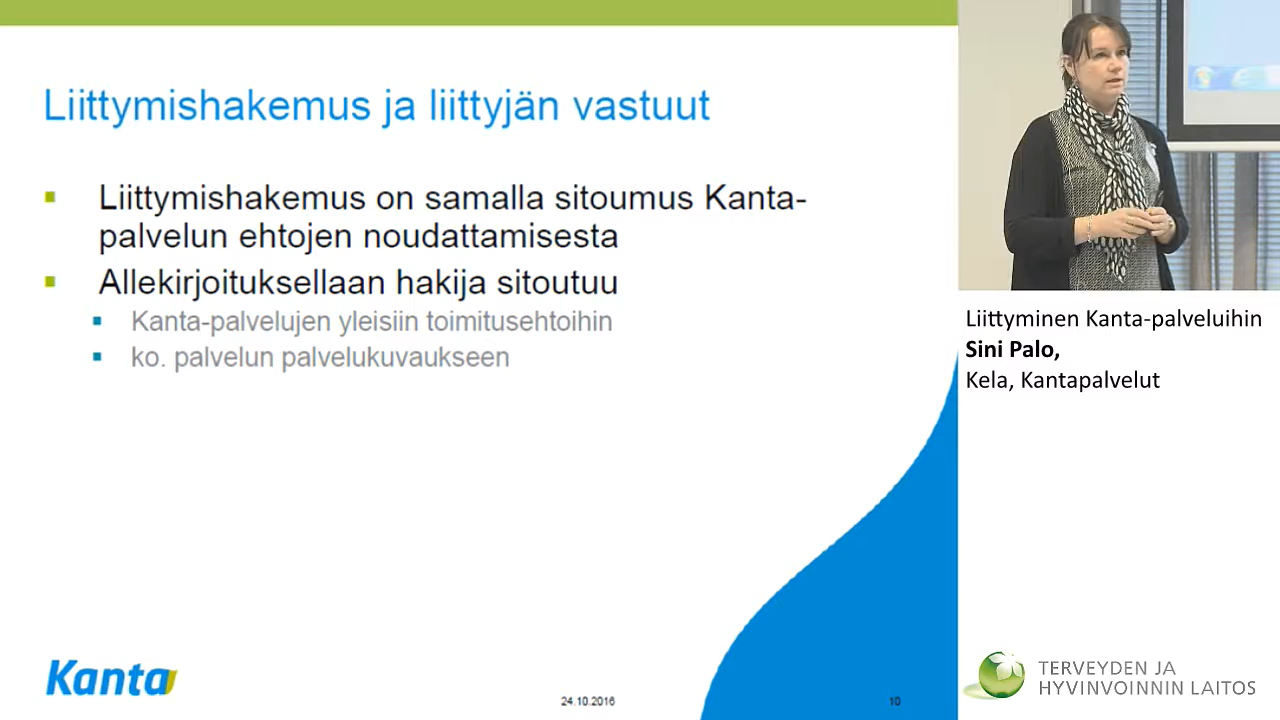 Liittymishakemus ja liittyjän vastuut
Liittymishakemus on samalla sitoumus Kanta-
palvelun ehtojen noudattamisesta
Allekirjoituksellaan hakija sitoutuu
Kanta-palvelujen yleisiin toimitusehtoihin
ko. palvelun palvelukuvaukseen
Kanta
24.10.2016
10
Liittyminen Kanta-palveluihin
Sini Palo,
Kela, Kantapalvelut
TERVEYDEN JA
HYVINVOINNIN LAITOS